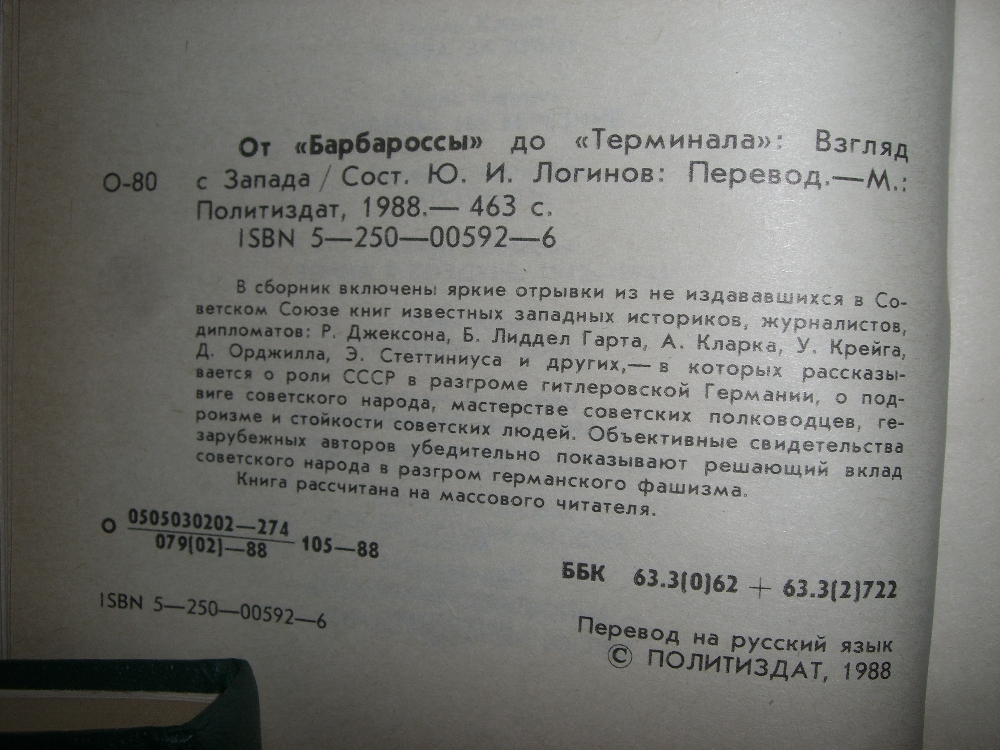 От «Барбароссы» до «Терминала»: Взгляд
О-80 с Запада / Сост. Ю. И. Логинов: Перевод.—М.:
Политиздат, 1988.— 463 с.
ISBN 5—250—00592—6
В сборник включены яркие отрывки из не издававшихся в Со-
ветском Союзе книг известных западных историков, журналистов,
дипломатов: Р. Джексона, Б. Лиддел Гарта, А. Кларка, У. Крейга,
Д. Орджилла, Э. Стеттиниуса и других,— в которых рассказы-
вается о роли СССР в разгроме гитлеровской Германии, о под-
виге советского народа, мастерстве советских полководцев, ге-
роизме и стойкости советских людей. Объективные свидетельства
зарубежных авторов убедительно показывают решающий вклад
советского народа в разгром германского фашизма.
Книга рассчитана на массового читателя.
О 0505030202—274
079(02)—88 105—88
ББК 63.3(0)62 + 63.3(2)722
ISBN 5—250—00592—6
Перевод на русский язык
© ПОЛИТИЗДАТ, 1988